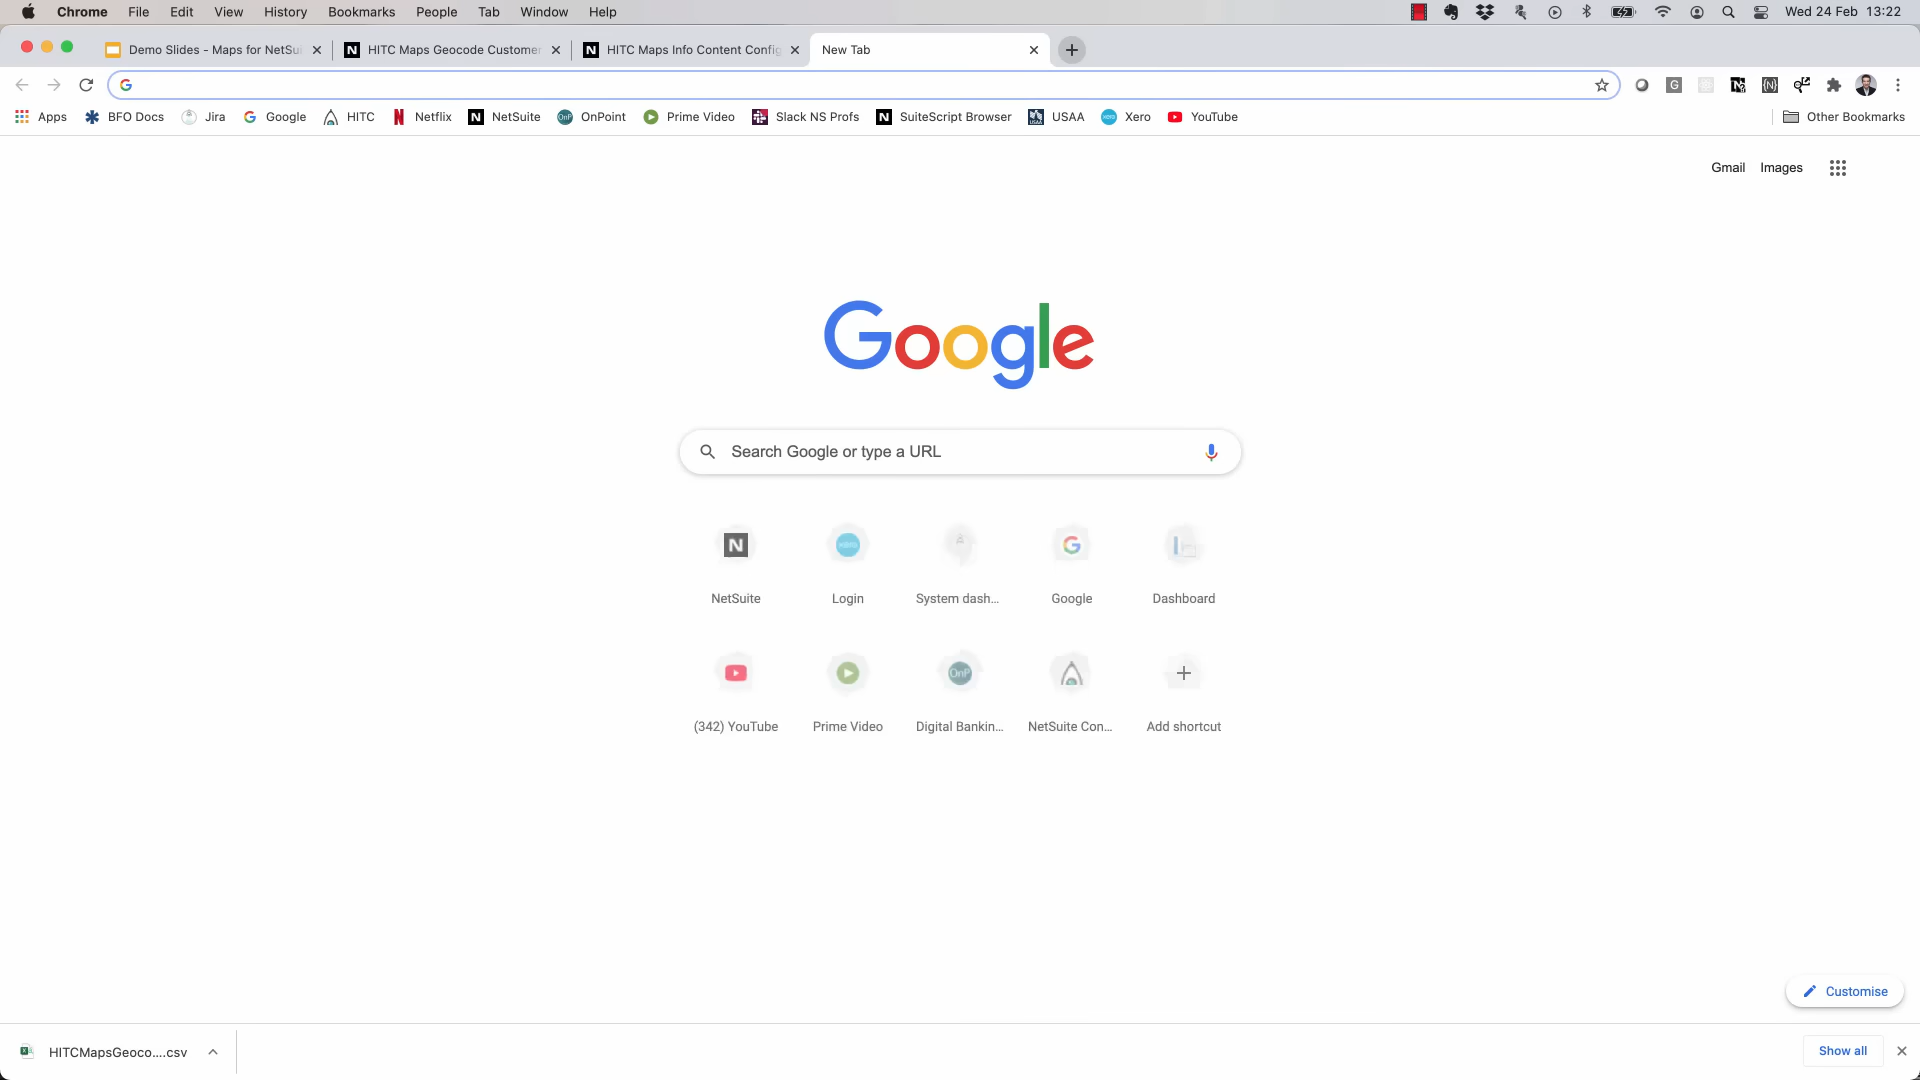 Chrome File Edit View History Bookmarks People Tab Window Help Wed 24 Feb 13:22
Demo Slides - Maps for NetSui HITC Maps Geocode Customer HITC Maps Info Content Config New Tab
Apps BFO Docs Jira Google HITC Netflix NetSuite OnPoint Prime Video Slack NS Profs SuiteScript Browser USAA Xero YouTube Other Bookmarks
Gmail Images
Google
Search Google or type a URL
NetSuite Login System dash... Google Dashboard
(342) YouTube Prime Video Digital Bankin... NetSuite Con... Add shortcut
Customise
HITCMapsGeoco....csv Show all